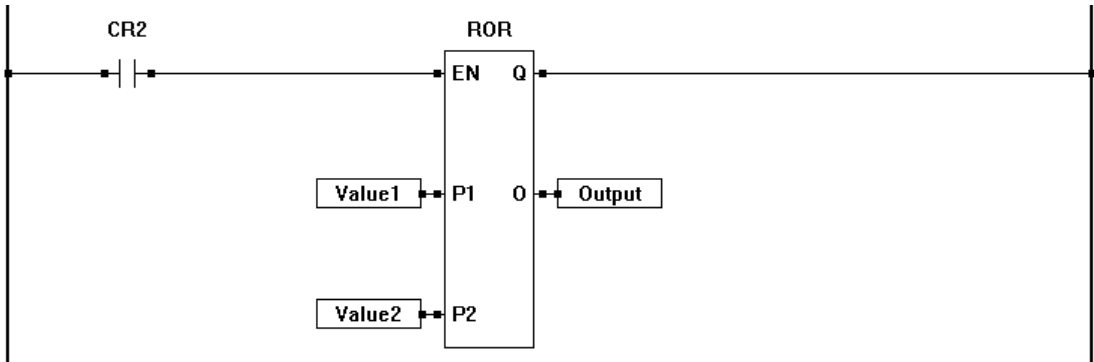 CR2
ROR
EN Q
Value1 P1 O Output
Value2 P2